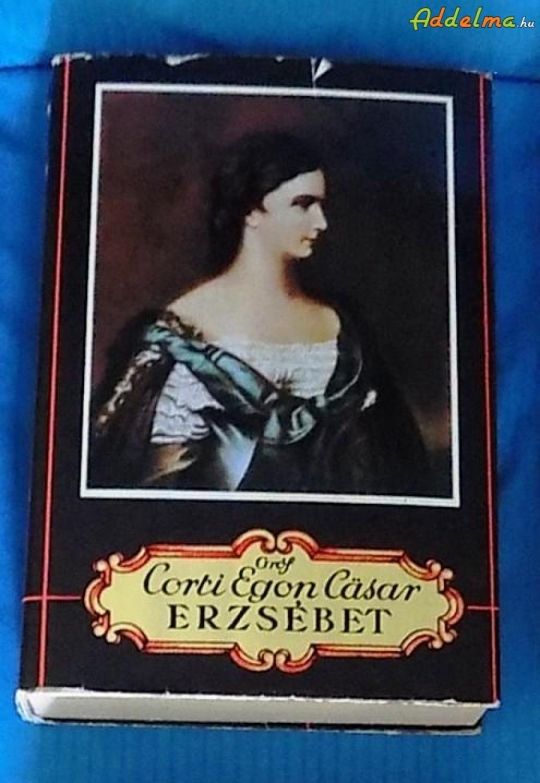 Addelma.hu
Gróf
Corti Egon Cäsar
ERZSÉBET